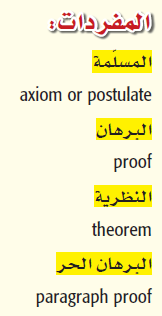 المفردات:
المسلّمة
axiom or postulate
البرهان
proof
النظرية
theorem
البرهان الحر
paragraph proof